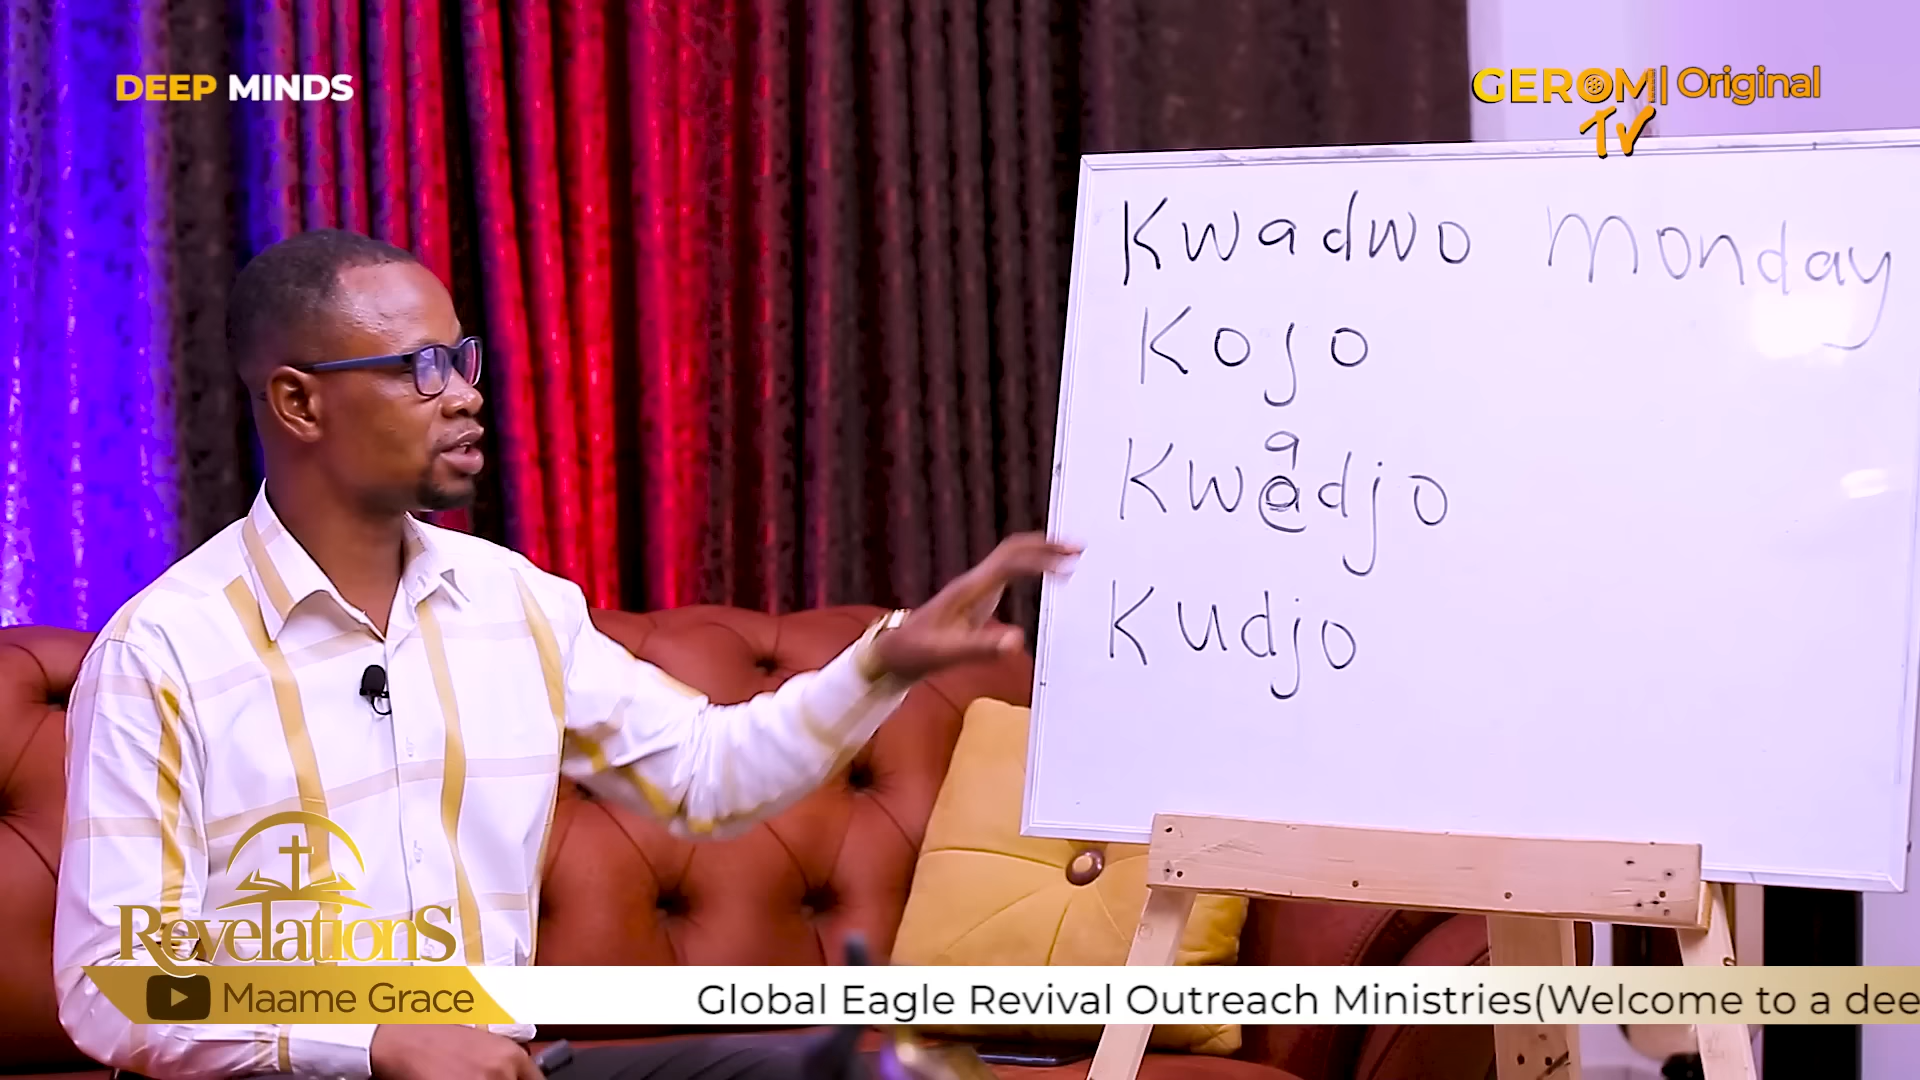 DEEP MINDS
GEROM TV | Original
Kwadwo Monday
Kojo
a
Kwadjo
Kudjo
Revelations
Maame Grace
Global Eagle Revival Outreach Ministries(Welcome to a dee